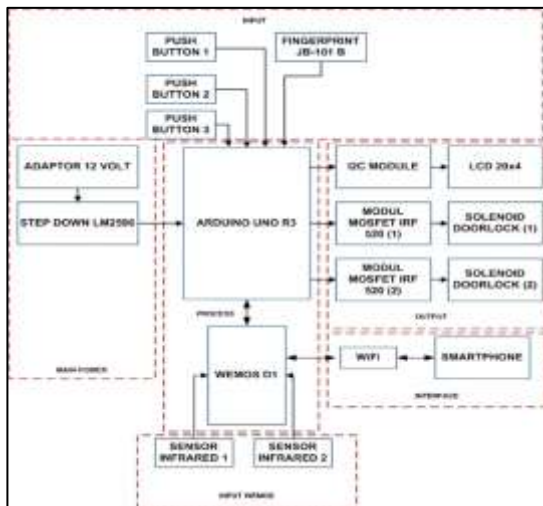 INPUT
PUSH
BUTTON 1
FINGERPRINT
JB-101 B
PUSH
BUTTON 2
PUSH
BUTTON 3
ADAPTOR 12 VOLT
STEP DOWN LM2596
ARDUINO UNO R3
I2C MODULE
LCD 20x4
MODUL
MOSFET IRF
520 (1)
SOLENOID
DOORLOCK (1)
MODUL
MOSFET IRF
520 (2)
SOLENOID
DOORLOCK (2)
OUTPUT
PROCESS
WEMOS D1
WIFI
SMARTPHONE
MAIN POWER
INTERFACE
SENSOR
INFRARED 1
SENSOR
INFRARED 2
INPUT WEMOS